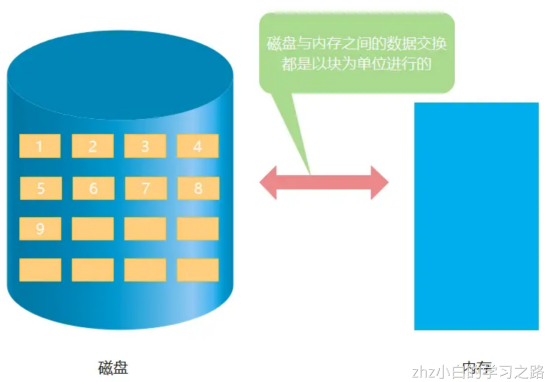 磁盘与内存之间的数据交换
都是以块为单位进行的
1 2 3 4
5 6 7 8
9
磁盘
内存
zhz小白的学习之路